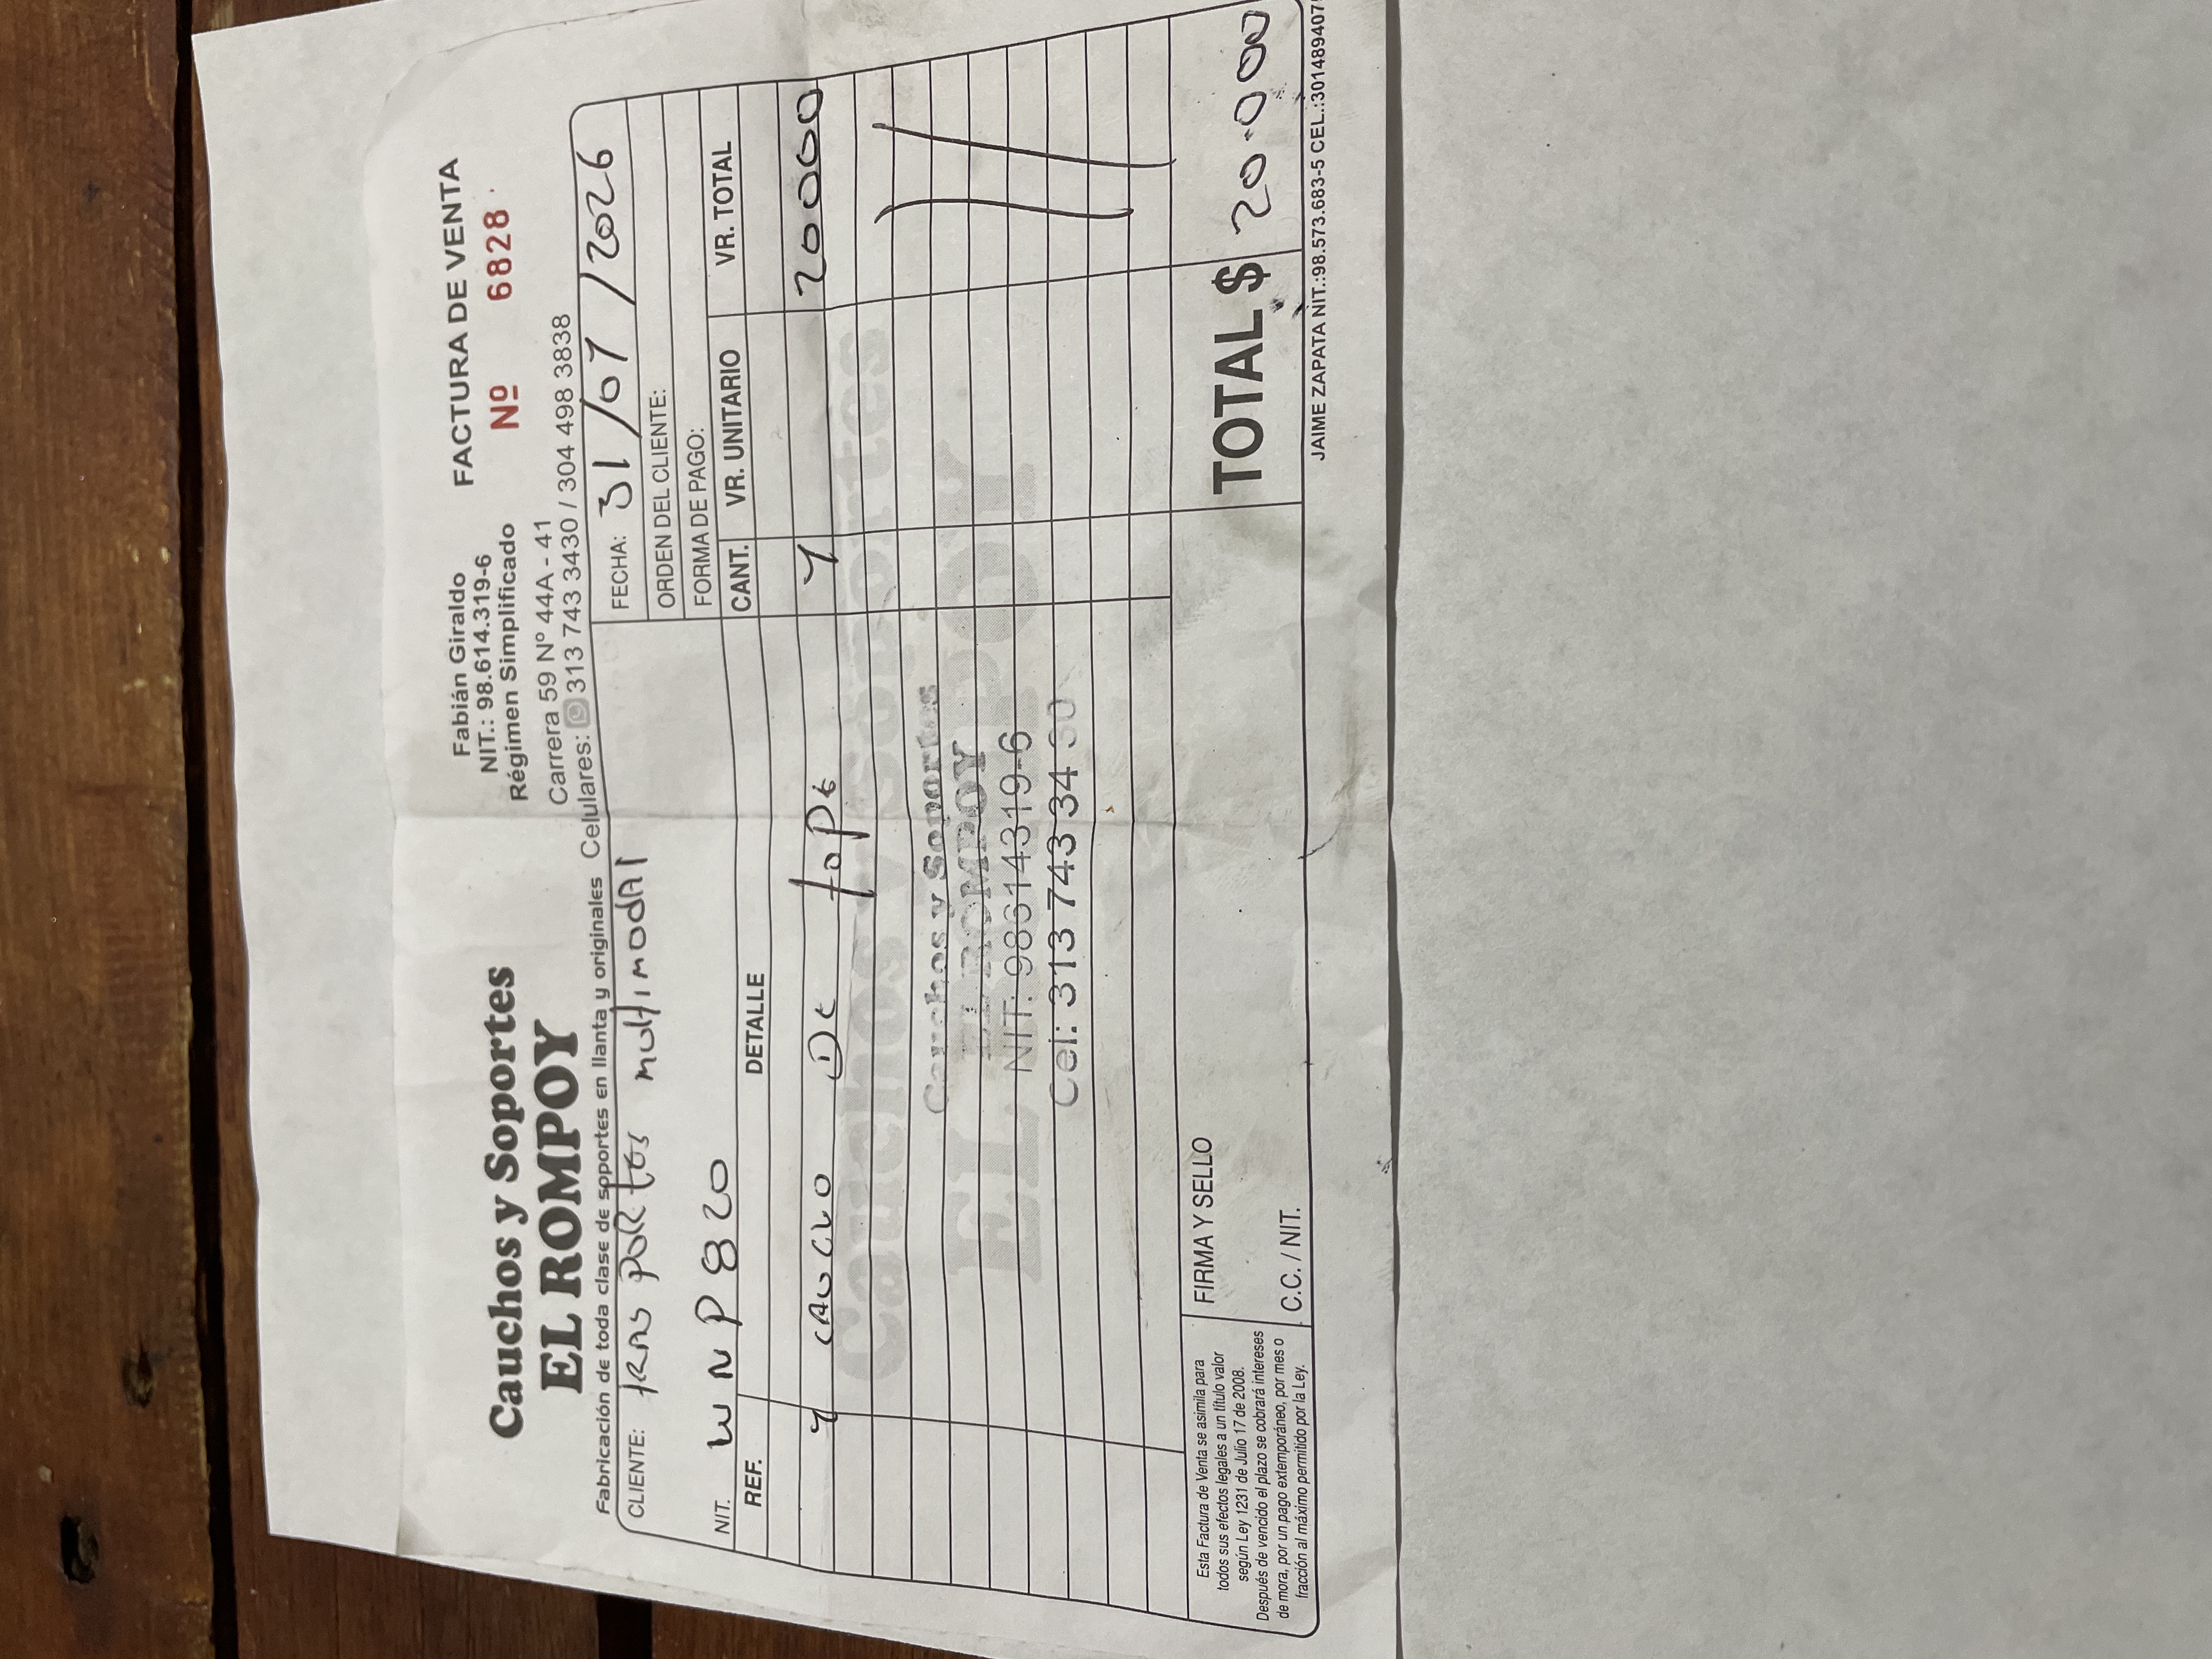 Cauchos y Soportes
EL ROMPOY
Fabricación de toda clase de soportes en llanta y originales
Fabián Giraldo
NIT.: 98.614.319-6
Régimen Simplificado
Carrera 59 Nº 44A - 41
Celulares: 313 743 3430 / 304 498 3838
FACTURA DE VENTA
Nº 6828
CLIENTE: trans Portes multimodAl
FECHA: 31/07/2026
ORDEN DEL CLIENTE:
NIT. WNP820
FORMA DE PAGO:
REF. DETALLE CANT. VR. UNITARIO VR. TOTAL
1 CAUCHO De tope 1 20000
Cauchos y Soportes
EL ROMPOY
Cauchos y Soportes
EL ROMPOY
NIT: 98614319-6
Cel: 313 743 34 30
Esta Factura de Venta se asimila para
todos sus efectos legales a un título valor
según Ley 1231 de Julio 17 de 2008.
Después de vencido el plazo se cobrará intereses
de mora, por un pago extemporáneo, por mes o
fracción al máximo permitido por la Ley.
FIRMA Y SELLO
C.C. / NIT.
TOTAL $ 20.000
JAIME ZAPATA NIT.:98.573.683-5 CEL.:301489407